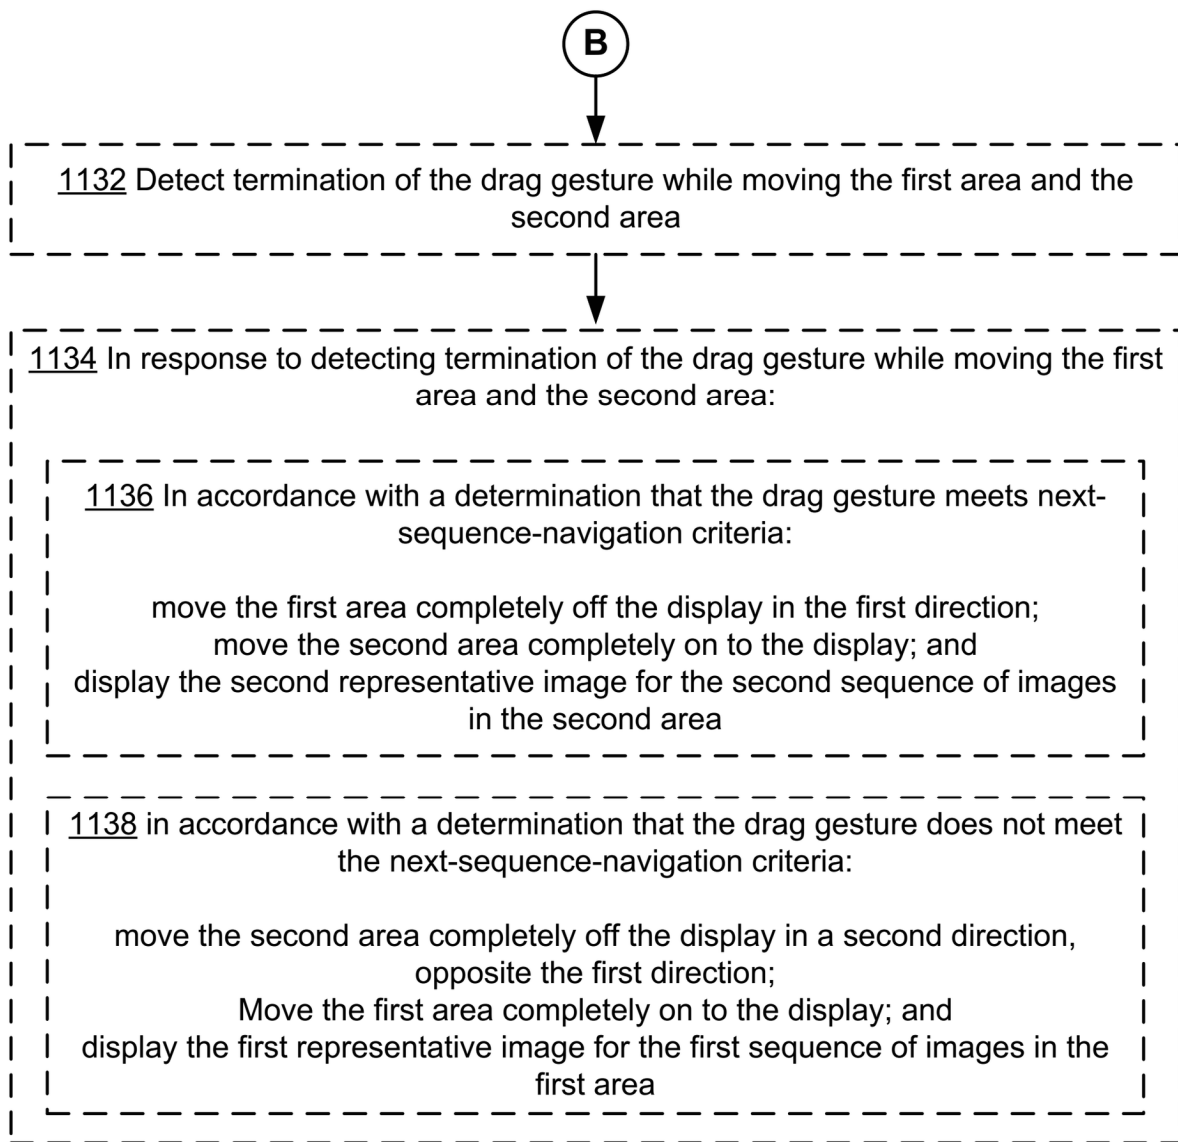 B
1132 Detect termination of the drag gesture while moving the first area and the
second area
1134 In response to detecting termination of the drag gesture while moving the first
area and the second area:
1136 In accordance with a determination that the drag gesture meets next-
sequence-navigation criteria:
move the first area completely off the display in the first direction;
move the second area completely on to the display; and
display the second representative image for the second sequence of images
in the second area
1138 in accordance with a determination that the drag gesture does not meet
the next-sequence-navigation criteria:
move the second area completely off the display in a second direction,
opposite the first direction;
Move the first area completely on to the display; and
display the first representative image for the first sequence of images in the
first area